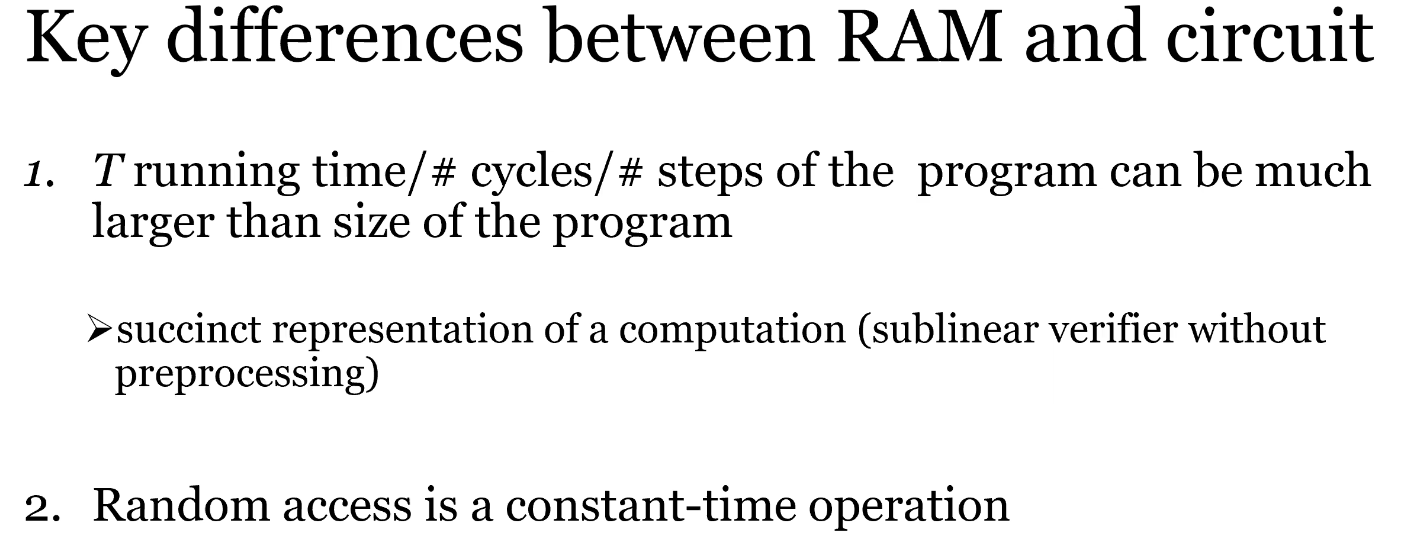 Key differences between RAM and circuit
1. T running time/# cycles/# steps of the program can be much
larger than size of the program
➢succinct representation of a computation (sublinear verifier without
preprocessing)
2. Random access is a constant-time operation